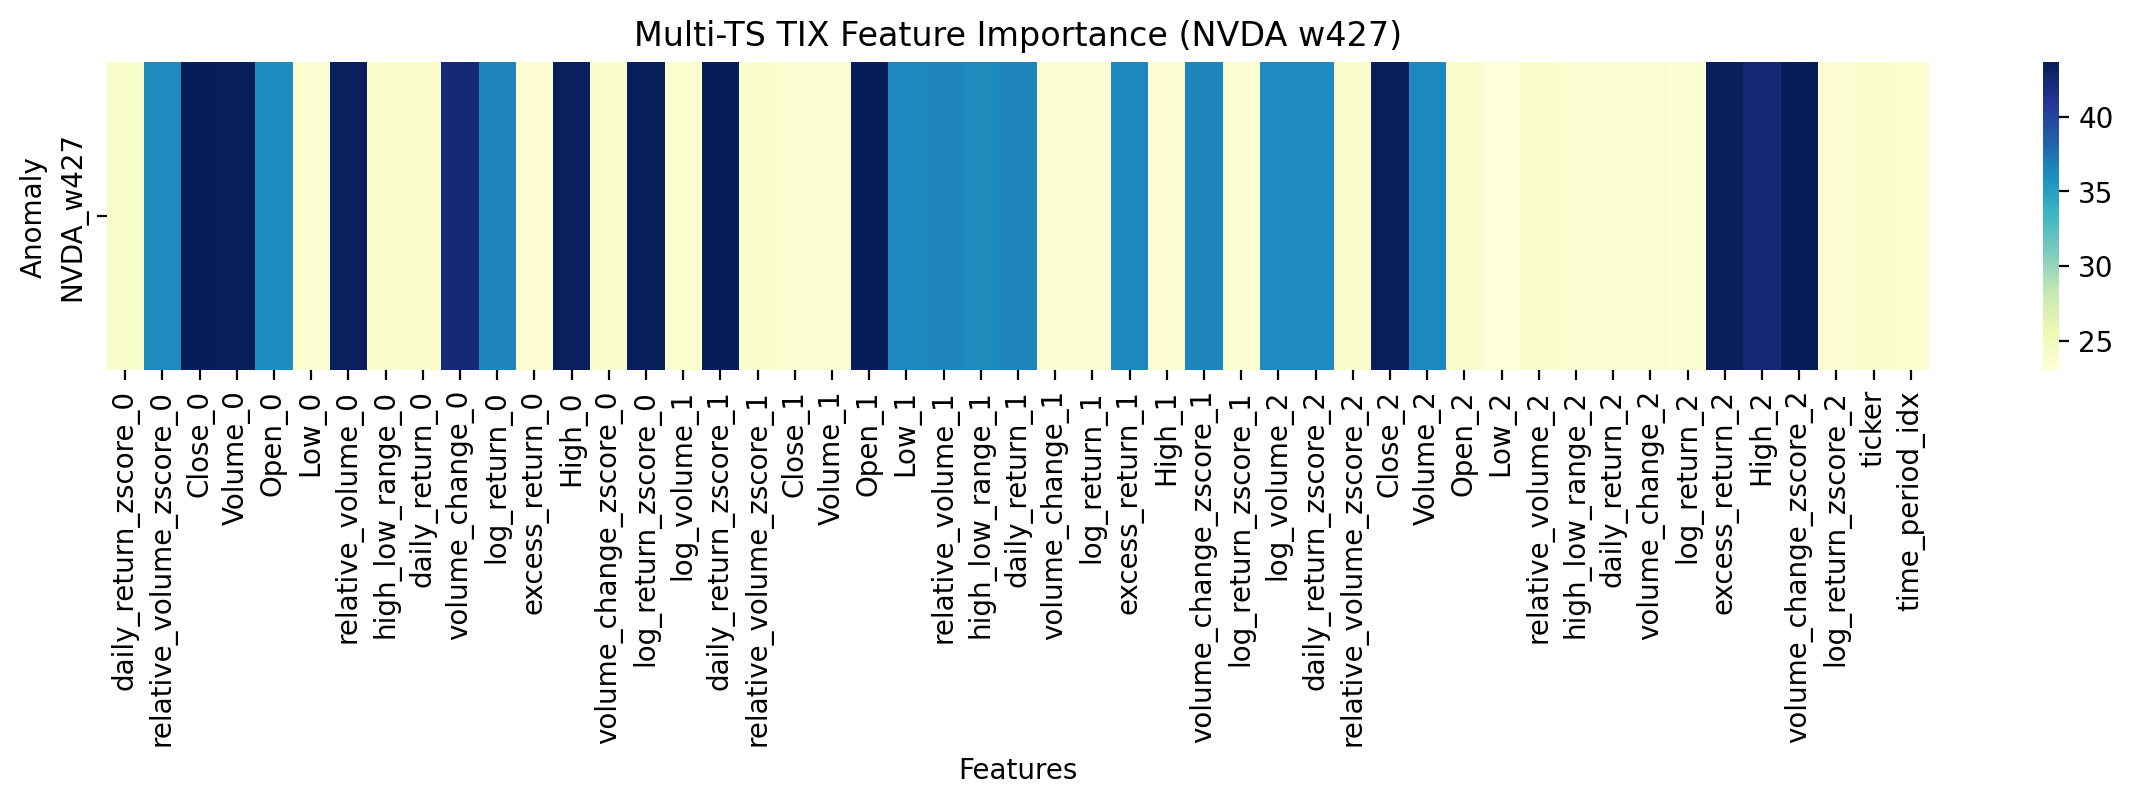 Multi-TS TIX Feature Importance (NVDA w427)
Anomaly
NVDA_w427
40
35
30
25
daily_return_zscore_0
relative_volume_zscore_0
Close_0
Volume_0
Open_0
Low_0
relative_volume_0
high_low_range_0
daily_return_0
volume_change_0
log_return_0
excess_return_0
High_0
volume_change_zscore_0
log_return_zscore_0
log_volume_1
daily_return_zscore_1
relative_volume_zscore_1
Close_1
Volume_1
Open_1
Low_1
relative_volume_1
high_low_range_1
daily_return_1
volume_change_1
log_return_1
excess_return_1
High_1
volume_change_zscore_1
log_return_zscore_1
log_volume_2
daily_return_zscore_2
relative_volume_zscore_2
Close_2
Volume_2
Open_2
Low_2
relative_volume_2
high_low_range_2
daily_return_2
volume_change_2
log_return_2
excess_return_2
High_2
volume_change_zscore_2
log_return_zscore_2
ticker
time_period_idx
Features